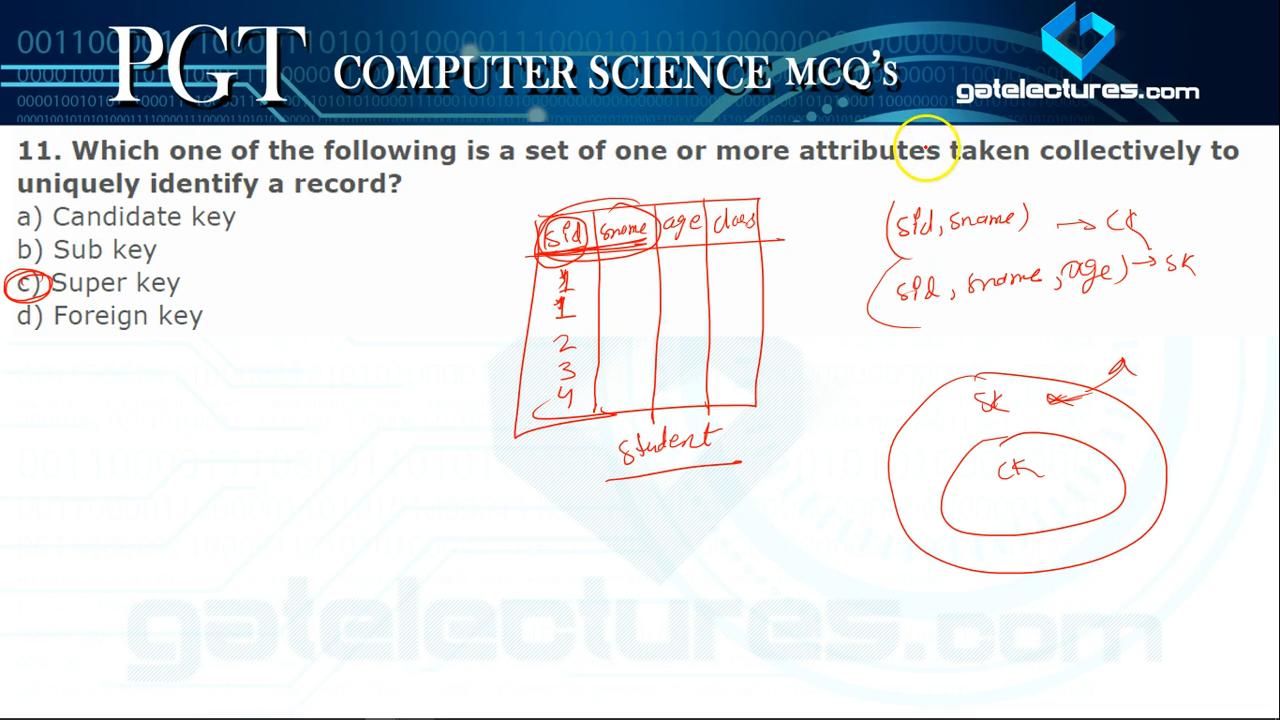 PGT COMPUTER SCIENCE MCQ'S
gatelectures.com
11. Which one of the following is a set of one or more attributes taken collectively to
uniquely identify a record?
a) Candidate key
b) Sub key
c) Super key
d) Foreign key
sid sname age class
1
1
2
3
4
student
(sid, sname) → CK
sid, sname, age) → SK
SK
CK
gatelectures.com